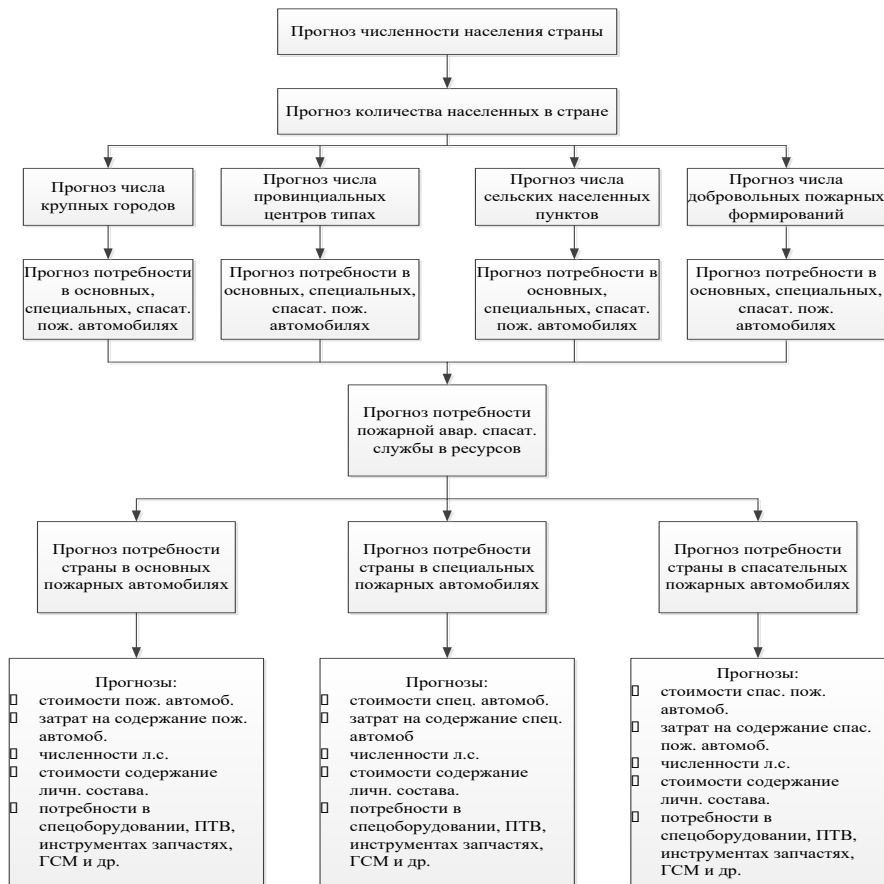 Прогноз численности населения страны
Прогноз количества населенных в стране
Прогноз числа
крупных городов
Прогноз числа
провинциальных
центров типах
Прогноз числа
сельских населенных
пунктов
Прогноз числа
добровольных пожарных
формирований
Прогноз потребности
в основных,
специальных, спасат.
пож. автомобилях
Прогноз потребности в
основных, специальных,
спасат. пож.
автомобилях
Прогноз потребности в
основных,
специальных, спасат.
пож. автомобилях
Прогноз потребности в
основных, специальных,
спасат. пож.
автомобилях
Прогноз потребности
пожарной авар. спасат.
службы в ресурсов
Прогноз потребности
страны в основных
пожарных автомобилях
Прогноз потребности
страны в специальных
пожарных автомобилях
Прогноз потребности
страны в спасательных
пожарных автомобилях
Прогнозы:
стоимости пож. автомоб.
затрат на содержание пож.
автомоб.
численности л.с.
стоимости содержание
личн. состава.
потребности в
спецоборудовании, ПТВ,
инструментах запчастях,
ГСМ и др.
Прогнозы:
стоимости спец. автомоб.
затрат на содержание спец.
автомоб
численности л.с.
стоимости содержание
личн. состава.
потребности в
спецоборудовании, ПТВ,
инструментах запчастях,
ГСМ и др.
Прогнозы:
стоимости спас. пож.
автомоб.
затрат на содержание спас.
пож. автомоб.
численности л.с.
стоимости содержание
личн. состава.
потребности в
спецоборудовании, ПТВ,
инструментах запчастях,
ГСМ и др.